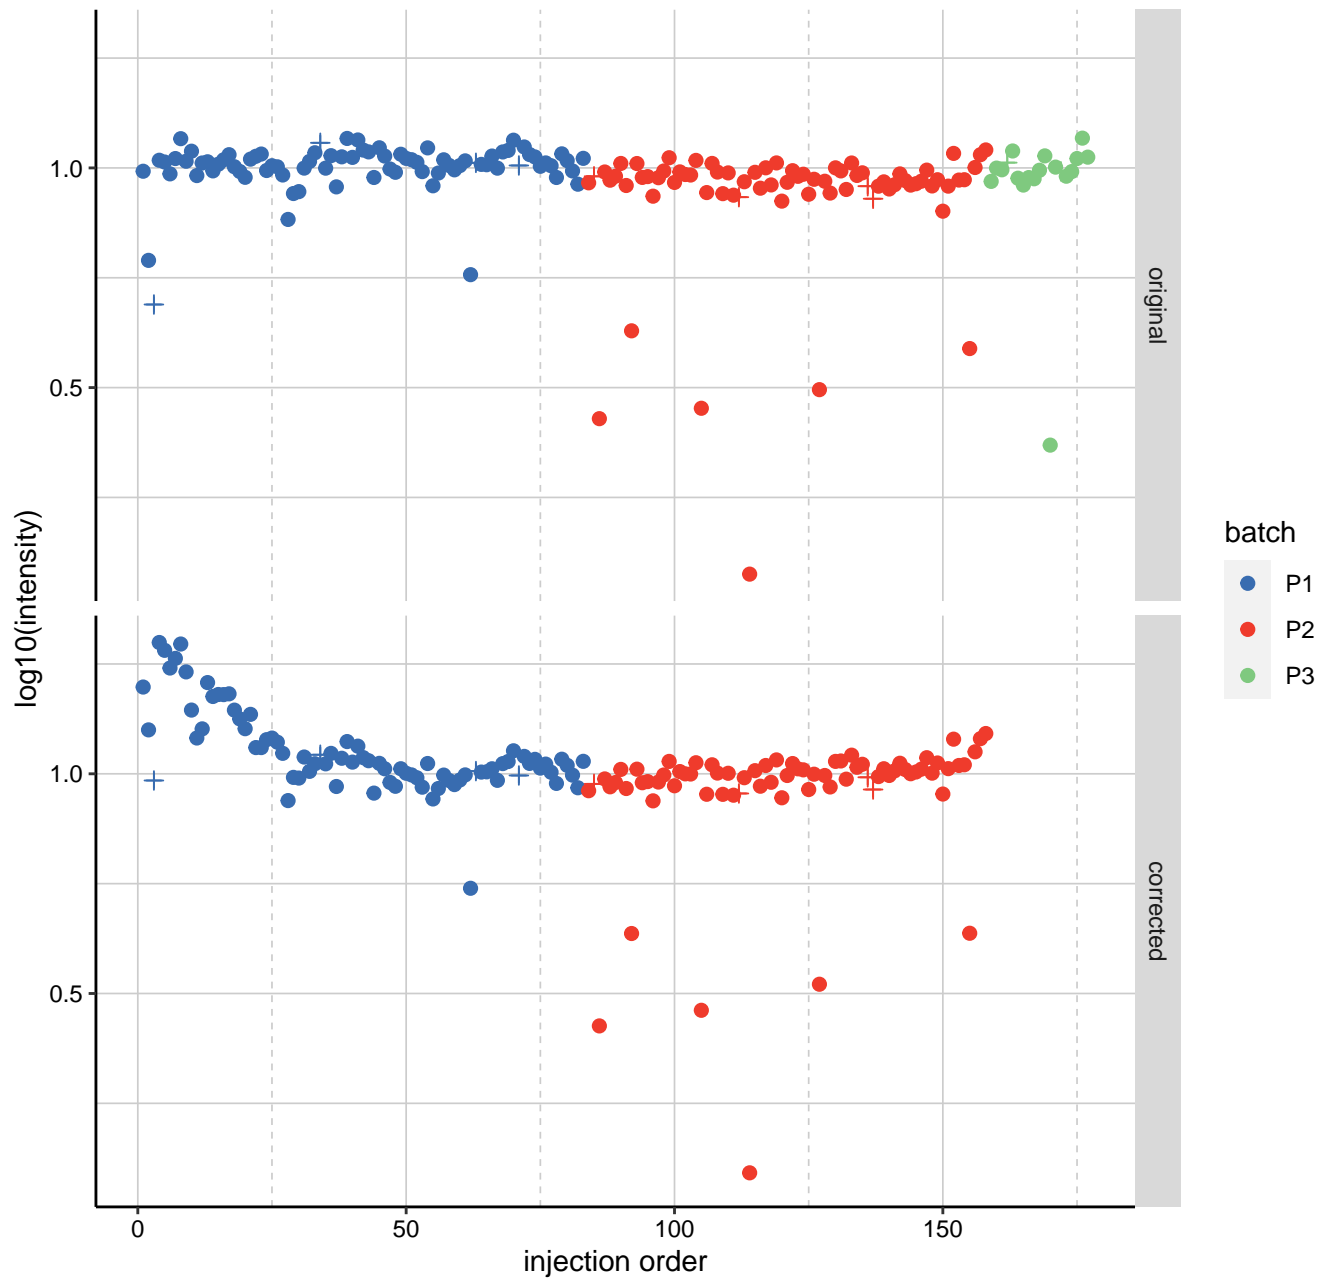 log10(intensity)
1.0
0.5
original
1.0
0.5
corrected
0
50
100
150
injection order
batch
P1
P2
P3